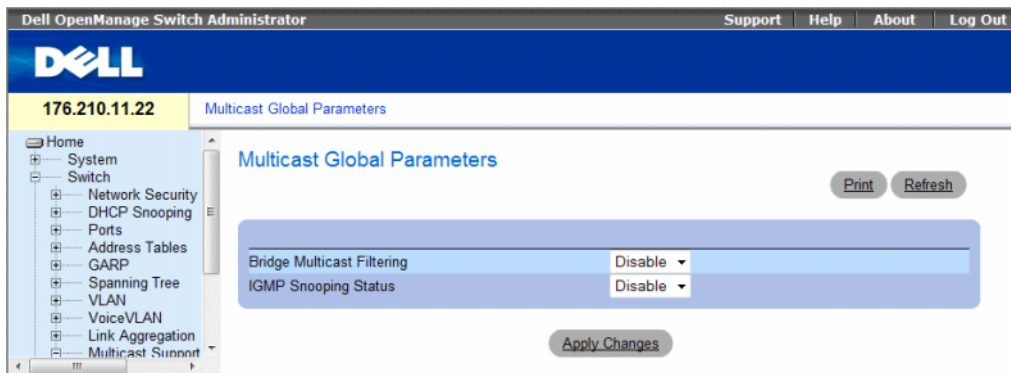 Dell OpenManage Switch Administrator Support Help About Log Out
DELL
176.210.11.22 Multicast Global Parameters
Home
System
Switch
Network Security
DHCP Snooping
Ports
Address Tables
GARP
Spanning Tree
VLAN
VoiceVLAN
Link Aggregation
Multicast Support
Multicast Global Parameters
Print Refresh
Bridge Multicast Filtering Disable
IGMP Snooping Status Disable
Apply Changes